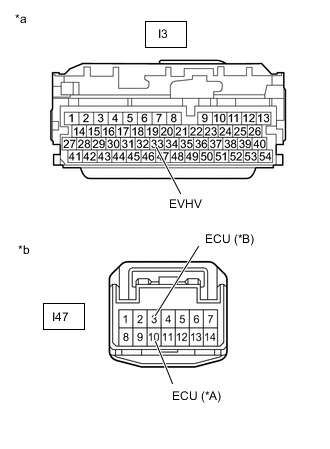 *a
I3
1 2 3 4 5 6 7 8 9 10 11 12 13
14 15 16 17 18 19 20 21 22 23 24 25 26
27 28 29 30 31 32 33 34 35 36 37 38 39 40
41 42 43 44 45 46 47 48 49 50 51 52 53 54
EVHV
*b
ECU (*B)
I47
1 2 3 4 5 6 7
8 9 10 11 12 13 14
ECU (*A)